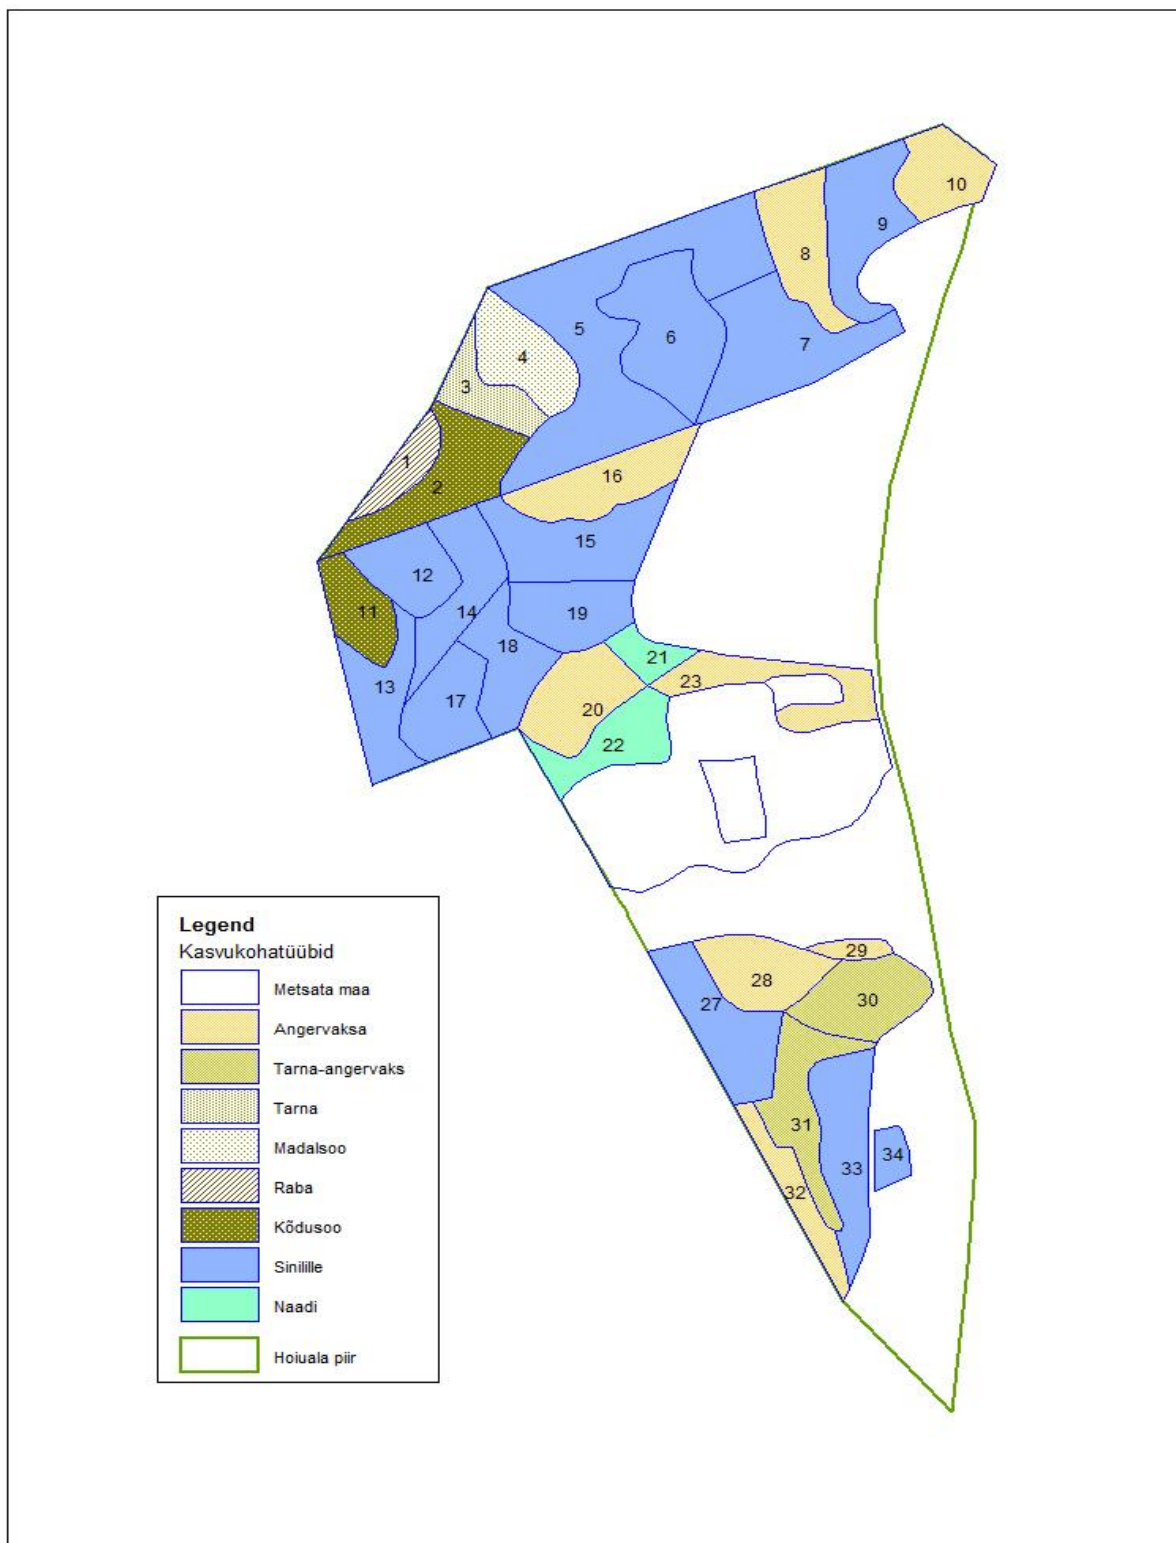 10
9
8
5
6
7
4
3
1
2
16
15
12
11
14
19
18
13
17
21
23
20
22
29
28
30
27
31
33
34
32
Legend
Kasvukohatüübid
Metsata maa
Angervaksa
Tarna-angervaks
Tarna
Madalsoo
Raba
Kõdusoo
Sinilille
Naadi
Hoiuala piir